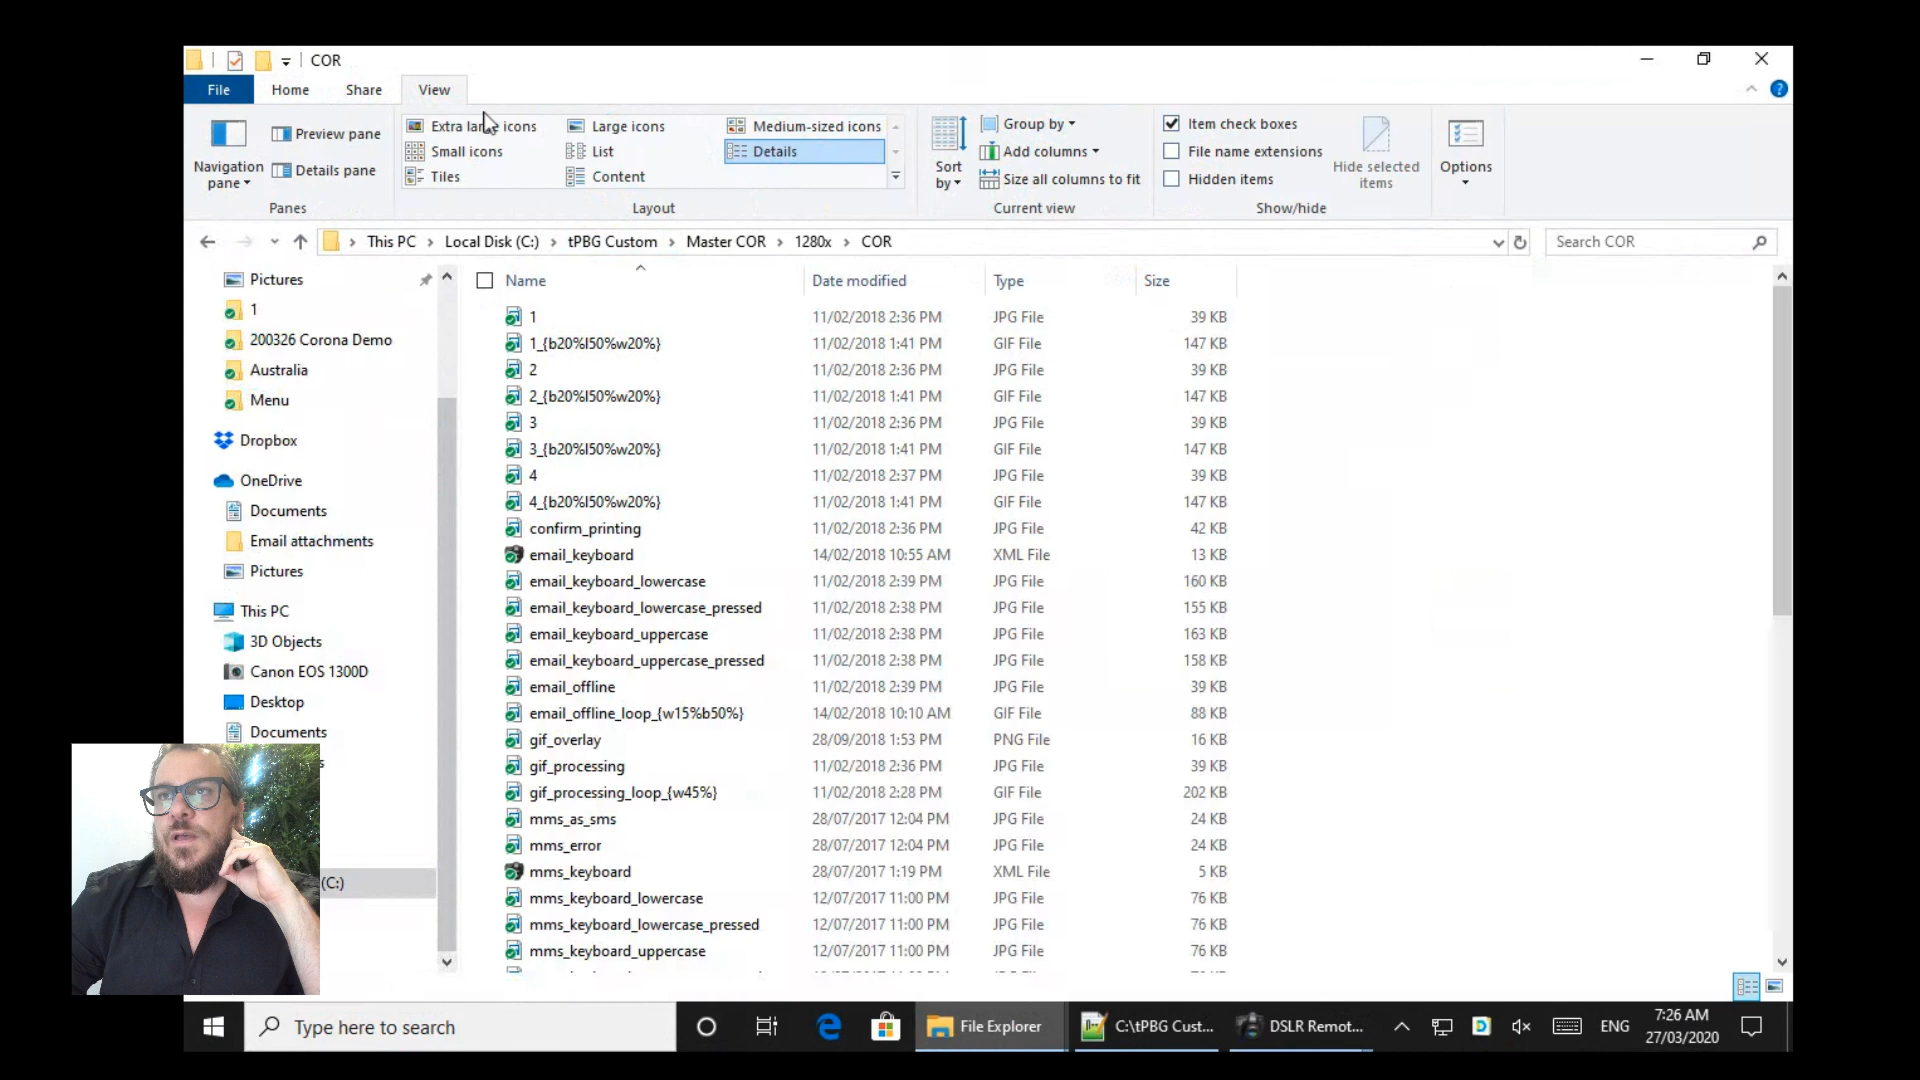 COR
File Home Share View
Navigation pane
Preview pane
Details pane
Panes
Extra large icons Large icons Medium-sized icons
Small icons List Details
Tiles Content
Layout
Sort by
Group by
Add columns
Size all columns to fit
Current view
Item check boxes
File name extensions
Hidden items
Hide selected items
Show/hide
Options
This PC Local Disk (C:) tPBG Custom Master COR 1280x COR
Search COR
Pictures
1
200326 Corona Demo
Australia
Menu
Dropbox
OneDrive
Documents
Email attachments
Pictures
This PC
3D Objects
Canon EOS 1300D
Desktop
Documents
(C:)
Name Date modified Type Size
1 11/02/2018 2:36 PM JPG File 39 KB
1_{b20%l50%w20%} 11/02/2018 1:41 PM GIF File 147 KB
2 11/02/2018 2:36 PM JPG File 39 KB
2_{b20%l50%w20%} 11/02/2018 1:41 PM GIF File 147 KB
3 11/02/2018 2:36 PM JPG File 39 KB
3_{b20%l50%w20%} 11/02/2018 1:41 PM GIF File 147 KB
4 11/02/2018 2:37 PM JPG File 39 KB
4_{b20%l50%w20%} 11/02/2018 1:41 PM GIF File 147 KB
confirm_printing 11/02/2018 2:36 PM JPG File 42 KB
email_keyboard 14/02/2018 10:55 AM XML File 13 KB
email_keyboard_lowercase 11/02/2018 2:39 PM JPG File 160 KB
email_keyboard_lowercase_pressed 11/02/2018 2:38 PM JPG File 155 KB
email_keyboard_uppercase 11/02/2018 2:38 PM JPG File 163 KB
email_keyboard_uppercase_pressed 11/02/2018 2:38 PM JPG File 158 KB
email_offline 11/02/2018 2:39 PM JPG File 39 KB
email_offline_loop_{w15%b50%} 14/02/2018 10:10 AM GIF File 88 KB
gif_overlay 28/09/2018 1:53 PM PNG File 16 KB
gif_processing 11/02/2018 2:36 PM JPG File 39 KB
gif_processing_loop_{w45%} 11/02/2018 2:28 PM GIF File 202 KB
mms_as_sms 28/07/2017 12:04 PM JPG File 24 KB
mms_error 28/07/2017 12:04 PM JPG File 24 KB
mms_keyboard 28/07/2017 1:19 PM XML File 5 KB
mms_keyboard_lowercase 12/07/2017 11:00 PM JPG File 76 KB
mms_keyboard_lowercase_pressed 12/07/2017 11:00 PM JPG File 76 KB
mms_keyboard_uppercase 12/07/2017 11:00 PM JPG File 76 KB
Type here to search
File Explorer
C:\tPBG Cust...
DSLR Remot...
ENG
7:26 AM
27/03/2020